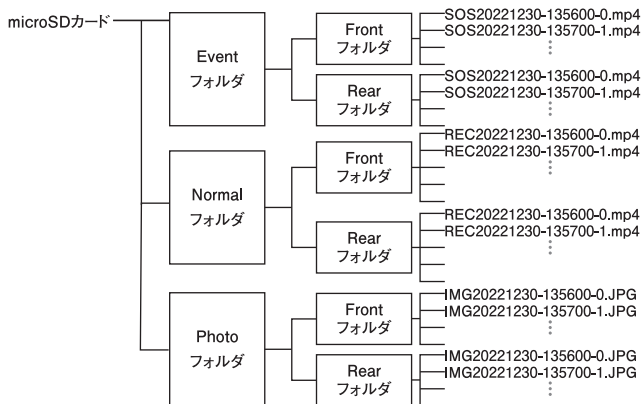 microSDカード
Event
フォルダ
Front
フォルダ
SOS20221230-135600-0.mp4
SOS20221230-135700-1.mp4
Rear
フォルダ
SOS20221230-135600-0.mp4
SOS20221230-135700-1.mp4
Normal
フォルダ
Front
フォルダ
REC20221230-135600-0.mp4
REC20221230-135700-1.mp4
Rear
フォルダ
REC20221230-135600-0.mp4
REC20221230-135700-1.mp4
Photo
フォルダ
Front
フォルダ
IMG20221230-135600-0.JPG
IMG20221230-135700-1.JPG
Rear
フォルダ
IMG20221230-135600-0.JPG
IMG20221230-135700-1.JPG